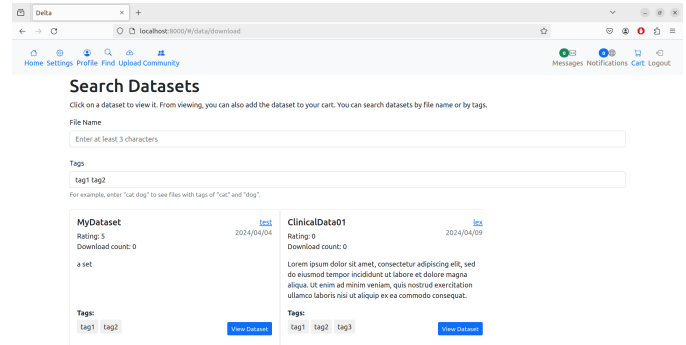 Delta
localhost:8000/#/data/download
Home Settings Profile Find Upload Community
0 0
Messages Notifications Cart Logout
Search Datasets
Click on a dataset to view it. From viewing, you can also add the dataset to your cart. You can search datasets by file name or by tags.
File Name
Enter at least 3 characters
Tags
tag1 tag2
For example, enter "cat dog" to see files with tags of "cat" and "dog".
MyDataset test
Rating: 5 2024/04/04
Download count: 0
a set
Tags:
tag1 tag2
View Dataset
ClinicalData01 lex
Rating: 0 2024/04/09
Download count: 0
Lorem ipsum dolor sit amet, consectetur adipiscing elit, sed
do eiusmod tempor incididunt ut labore et dolore magna
aliqua. Ut enim ad minim veniam, quis nostrud exercitation
ullamco laboris nisi ut aliquip ex ea commodo consequat.
Tags:
tag1 tag2 tag3
View Dataset